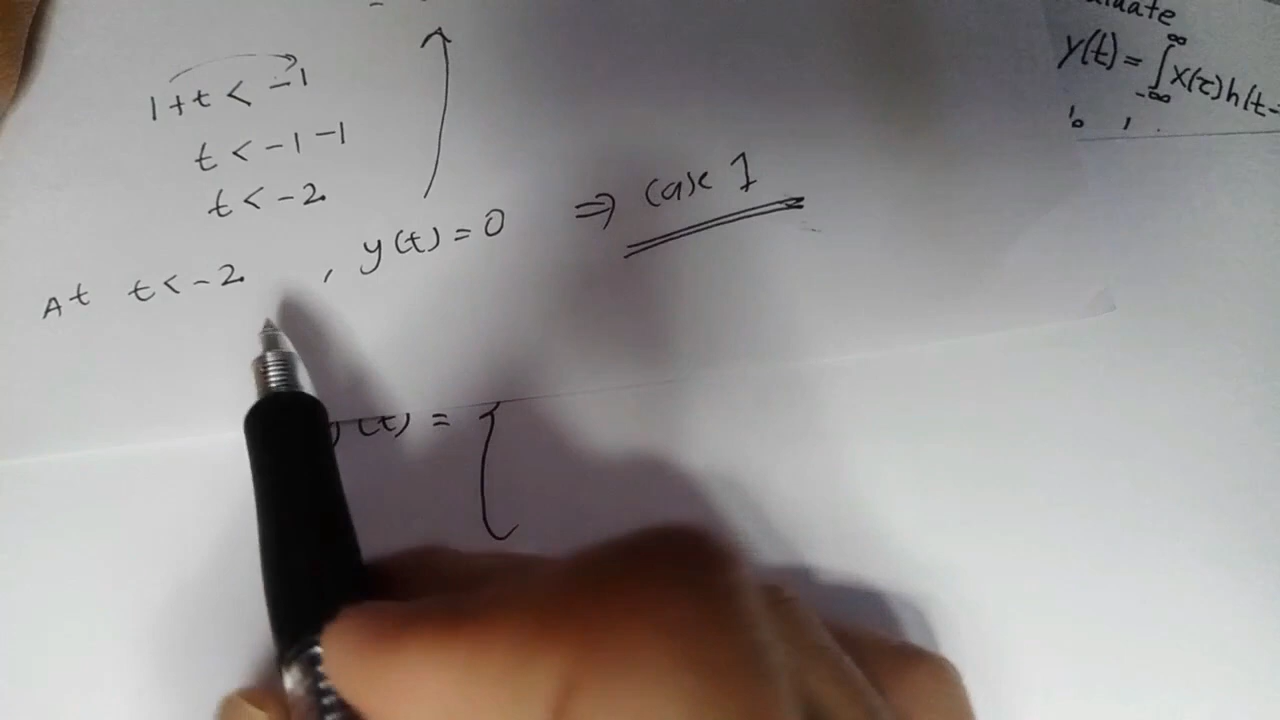 1+t < -1
t < -1 -1
t < -2
At t < -2 , y(t) = 0 ⇒ Case 1
y(t) = {
y(t) = ∫ x(τ)h(t-
∞
-∞